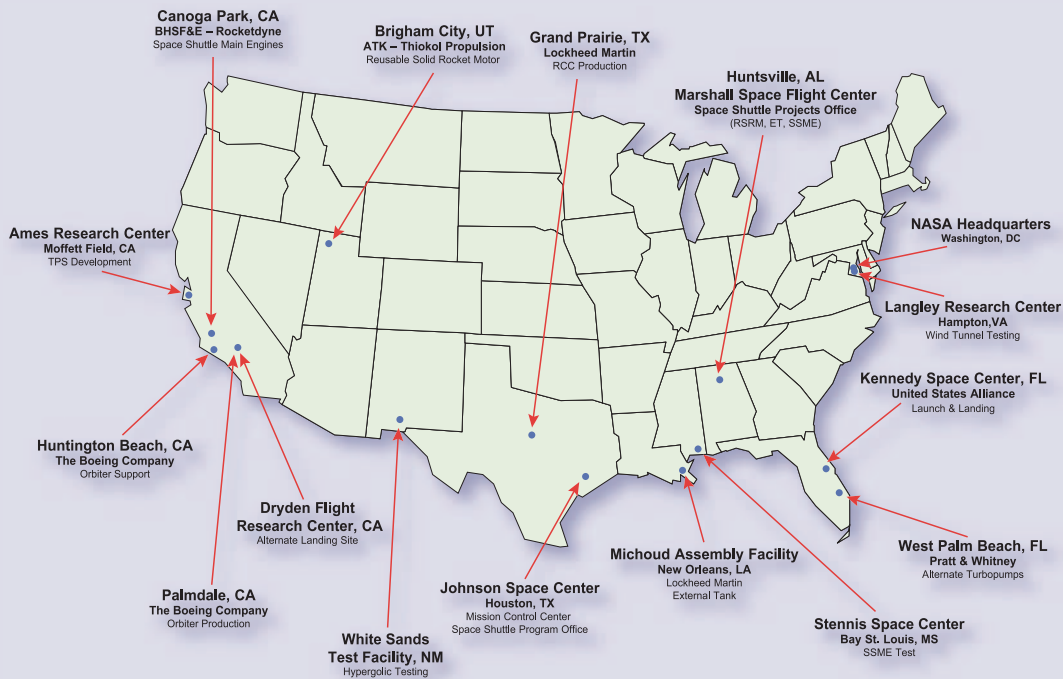 Canoga Park, CA
BHSF&E – Rocketdyne
Space Shuttle Main Engines
Brigham City, UT
ATK – Thiokol Propulsion
Reusable Solid Rocket Motor
Grand Prairie, TX
Lockheed Martin
RCC Production
Huntsville, AL
Marshall Space Flight Center
Space Shuttle Projects Office
(RSRM, ET, SSME)
Ames Research Center
Moffett Field, CA
TPS Development
NASA Headquarters
Washington, DC
Langley Research Center
Hampton,VA
Wind Tunnel Testing
Kennedy Space Center, FL
United States Alliance
Launch & Landing
Huntington Beach, CA
The Boeing Company
Orbiter Support
Dryden Flight
Research Center, CA
Alternate Landing Site
West Palm Beach, FL
Pratt & Whitney
Alternate Turbopumps
Michoud Assembly Facility
New Orleans, LA
Lockheed Martin
External Tank
Palmdale, CA
The Boeing Company
Orbiter Production
Johnson Space Center
Houston, TX
Mission Control Center
Space Shuttle Program Office
White Sands
Test Facility, NM
Hypergolic Testing
Stennis Space Center
Bay St. Louis, MS
SSME Test